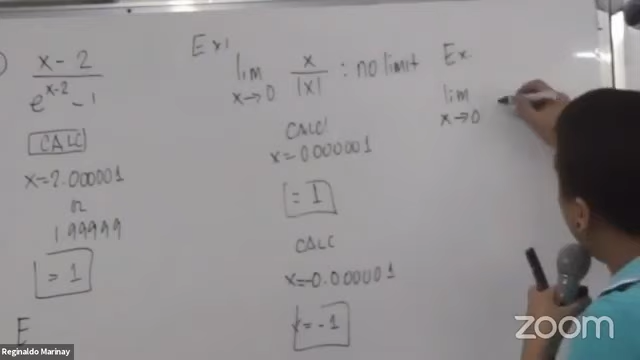 x - 2
e^x-2 - 1
CALC
x = 2.000001
or
1.99999
= 1
E
Ex1
lim x→0 x/|x| : no limit
CALC
x = 0.000001
= 1
CALC
x = -0.000001
= -1
Ex.
lim
x→0
zoom
Reginaldo Marinay